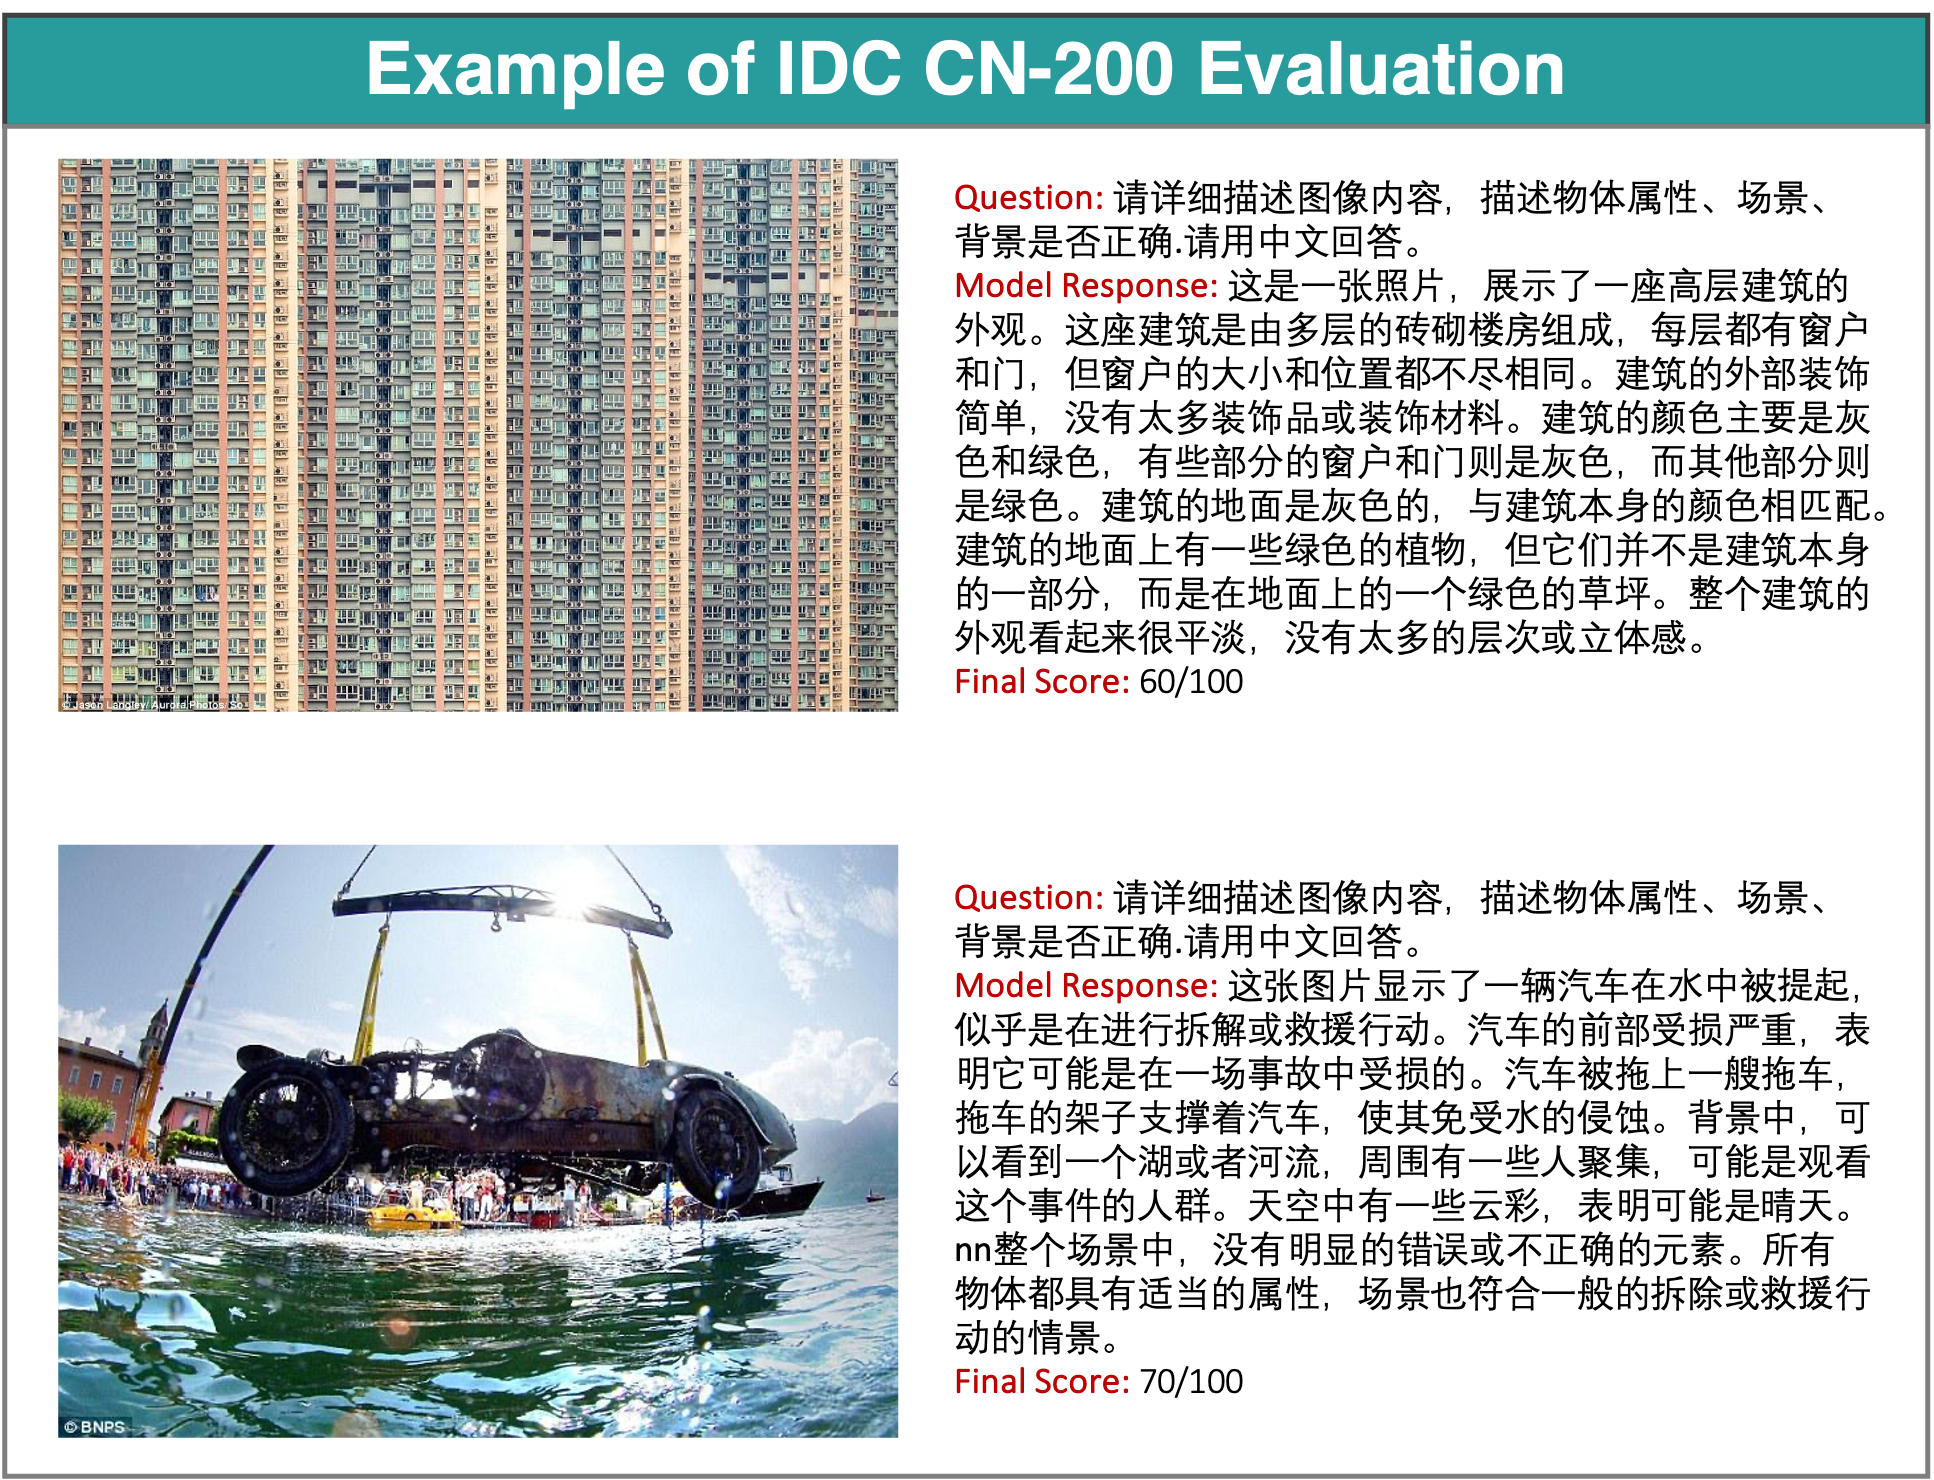 Example of IDC CN-200 Evaluation
Question: 请详细描述图像内容，描述物体属性、场景、
背景是否正确.请用中文回答。
Model Response: 这是一张照片，展示了一座高层建筑的
外观。这座建筑是由多层的砖砌楼房组成，每层都有窗户
和门，但窗户的大小和位置都不尽相同。建筑的外部装饰
简单，没有太多装饰品或装饰材料。建筑的颜色主要是灰
色和绿色，有些部分的窗户和门则是灰色，而其他部分则
是绿色。建筑的地面是灰色的，与建筑本身的颜色相匹配。
建筑的地面上有一些绿色的植物，但它们并不是建筑本身
的一部分，而是在地面上的一个绿色的草坪。整个建筑的
外观看起来很平淡，没有太多的层次或立体感。
Final Score: 60/100
© Jason Langley/ Aurora Photos/ So
Question: 请详细描述图像内容，描述物体属性、场景、
背景是否正确.请用中文回答。
Model Response: 这张图片显示了一辆汽车在水中被提起，
似乎是在进行拆解或救援行动。汽车的前部受损严重，表
明它可能是在一场事故中受损的。汽车被拖上一艘拖车，
拖车的架子支撑着汽车，使其免受水的侵蚀。背景中，可
以看到一个湖或者河流，周围有一些人聚集，可能是观看
这个事件的人群。天空中有一些云彩，表明可能是晴天。
nn整个场景中，没有明显的错误或不正确的元素。所有
物体都具有适当的属性，场景也符合一般的拆除或救援行
动的情景。
Final Score: 70/100
© BNPS